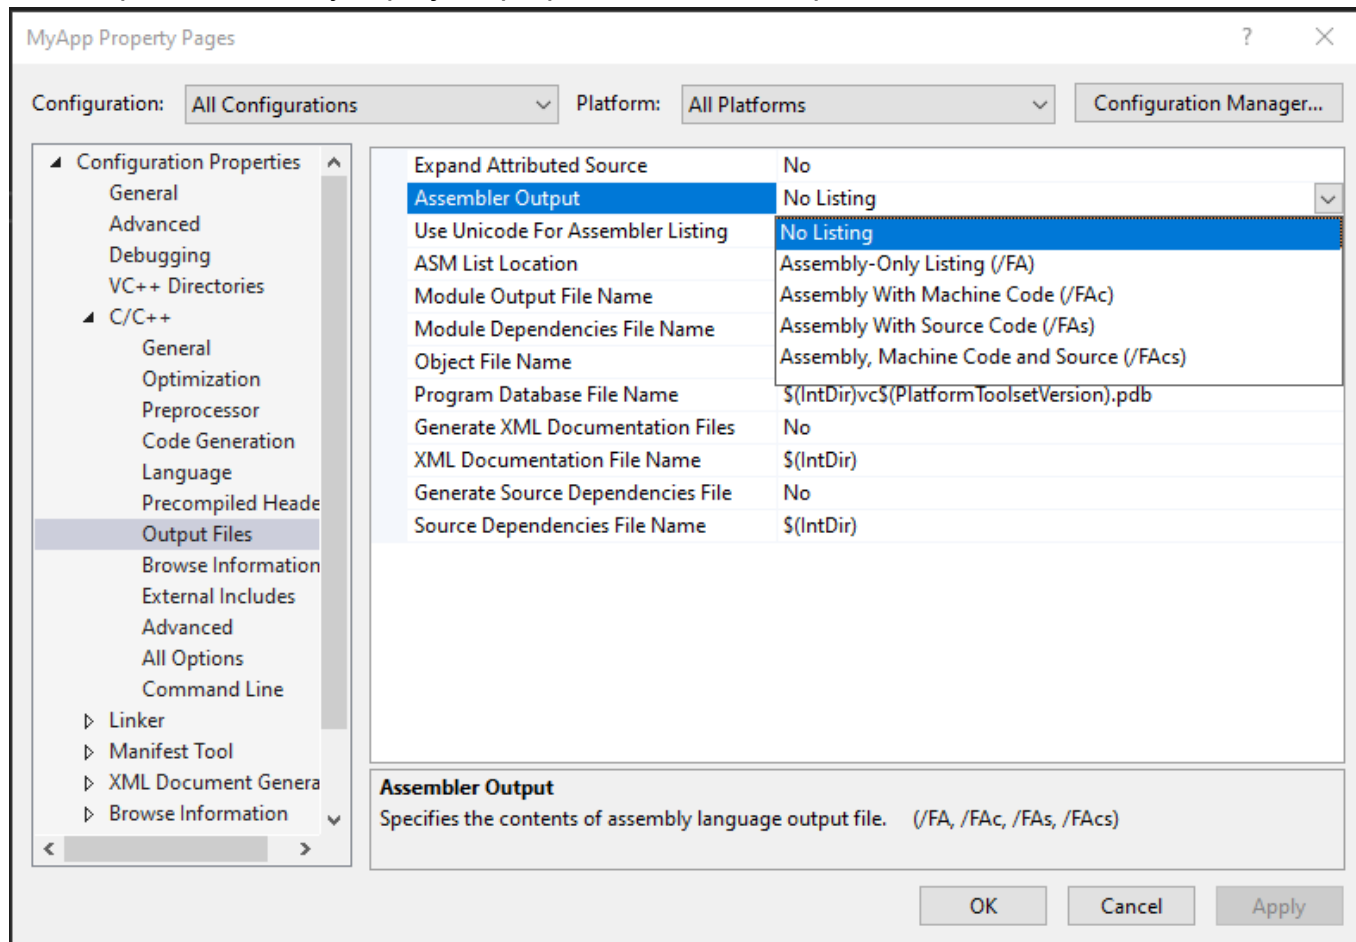 MyApp Property Pages
Configuration: All Configurations Platform: All Platforms Configuration Manager...
Configuration Properties
General
Advanced
Debugging
VC++ Directories
C/C++
General
Optimization
Preprocessor
Code Generation
Language
Precompiled Heade
Output Files
Browse Information
External Includes
Advanced
All Options
Command Line
Linker
Manifest Tool
XML Document Genera
Browse Information
Expand Attributed Source No
Assembler Output No Listing
Use Unicode For Assembler Listing
ASM List Location
Module Output File Name
Module Dependencies File Name
Object File Name
No Listing
Assembly-Only Listing (/FA)
Assembly With Machine Code (/FAc)
Assembly With Source Code (/FAs)
Assembly, Machine Code and Source (/FAcs)
Program Database File Name $(IntDir)vc$(PlatformToolsetVersion).pdb
Generate XML Documentation Files No
XML Documentation File Name $(IntDir)
Generate Source Dependencies File No
Source Dependencies File Name $(IntDir)
Assembler Output
Specifies the contents of assembly language output file. (/FA, /FAc, /FAs, /FAcs)
OK Cancel Apply